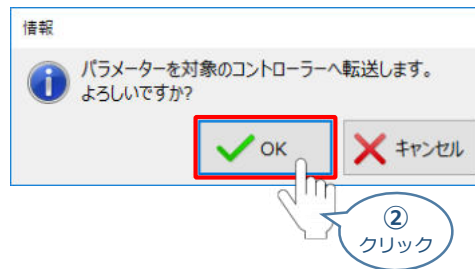 情報
パラメーターを対象のコントローラーへ転送します。
よろしいですか?
OK
キャンセル
②
クリック